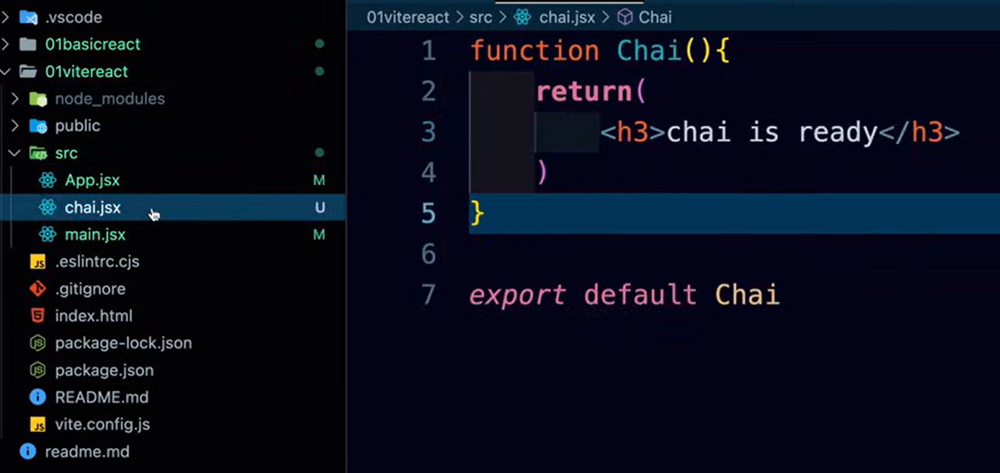 .vscode
01basicreact
01vitereact
node_modules
public
src
App.jsx M
chai.jsx U
main.jsx M
JS .eslintrc.cjs
.gitignore
index.html
package-lock.json
package.json
README.md
JS vite.config.js
readme.md
01vitereact > src > chai.jsx > Chai
1 function Chai(){
2 return(
3 <h3>chai is ready</h3>
4 )
5 }
6
7 export default Chai